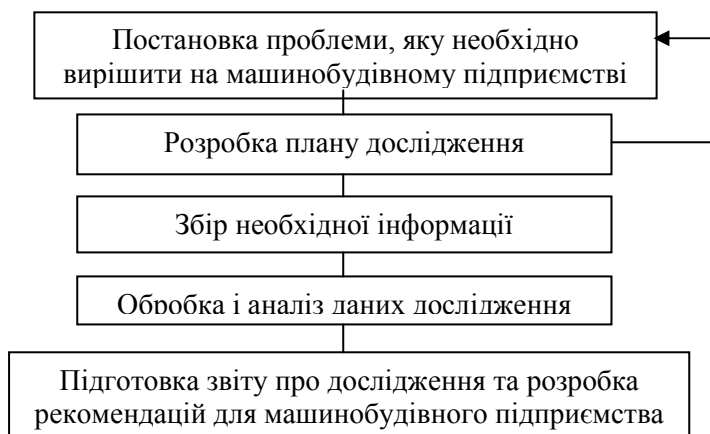 Постановка проблеми, яку необхідно
вирішити на машинобудівному підприємстві
Розробка плану дослідження
Збір необхідної інформації
Обробка і аналіз даних дослідження
Підготовка звіту про дослідження та розробка
рекомендацій для машинобудівного підприємства